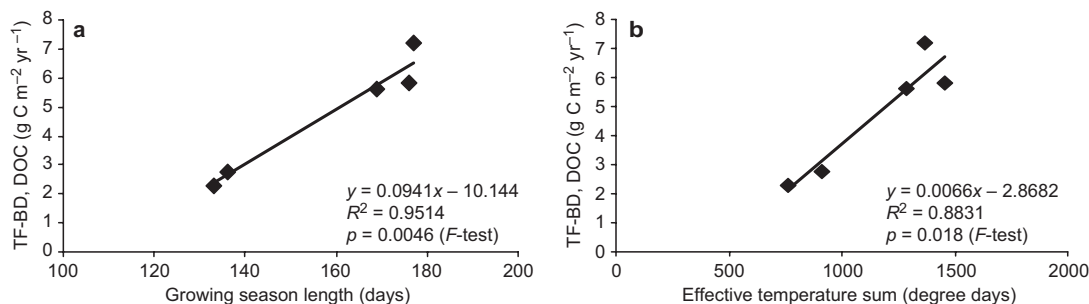 a
TF-BD, DOC (g C m⁻² yr⁻¹)
8
7
6
5
4
3
2
1
0
y = 0.0941x – 10.144
R² = 0.9514
p = 0.0046 (F-test)
100 120 140 160 180 200
Growing season length (days)
b
TF-BD, DOC (g C m⁻² yr⁻¹)
8
7
6
5
4
3
2
1
0
y = 0.0066x – 2.8682
R² = 0.8831
p = 0.018 (F-test)
0 500 1000 1500 2000
Effective temperature sum (degree days)